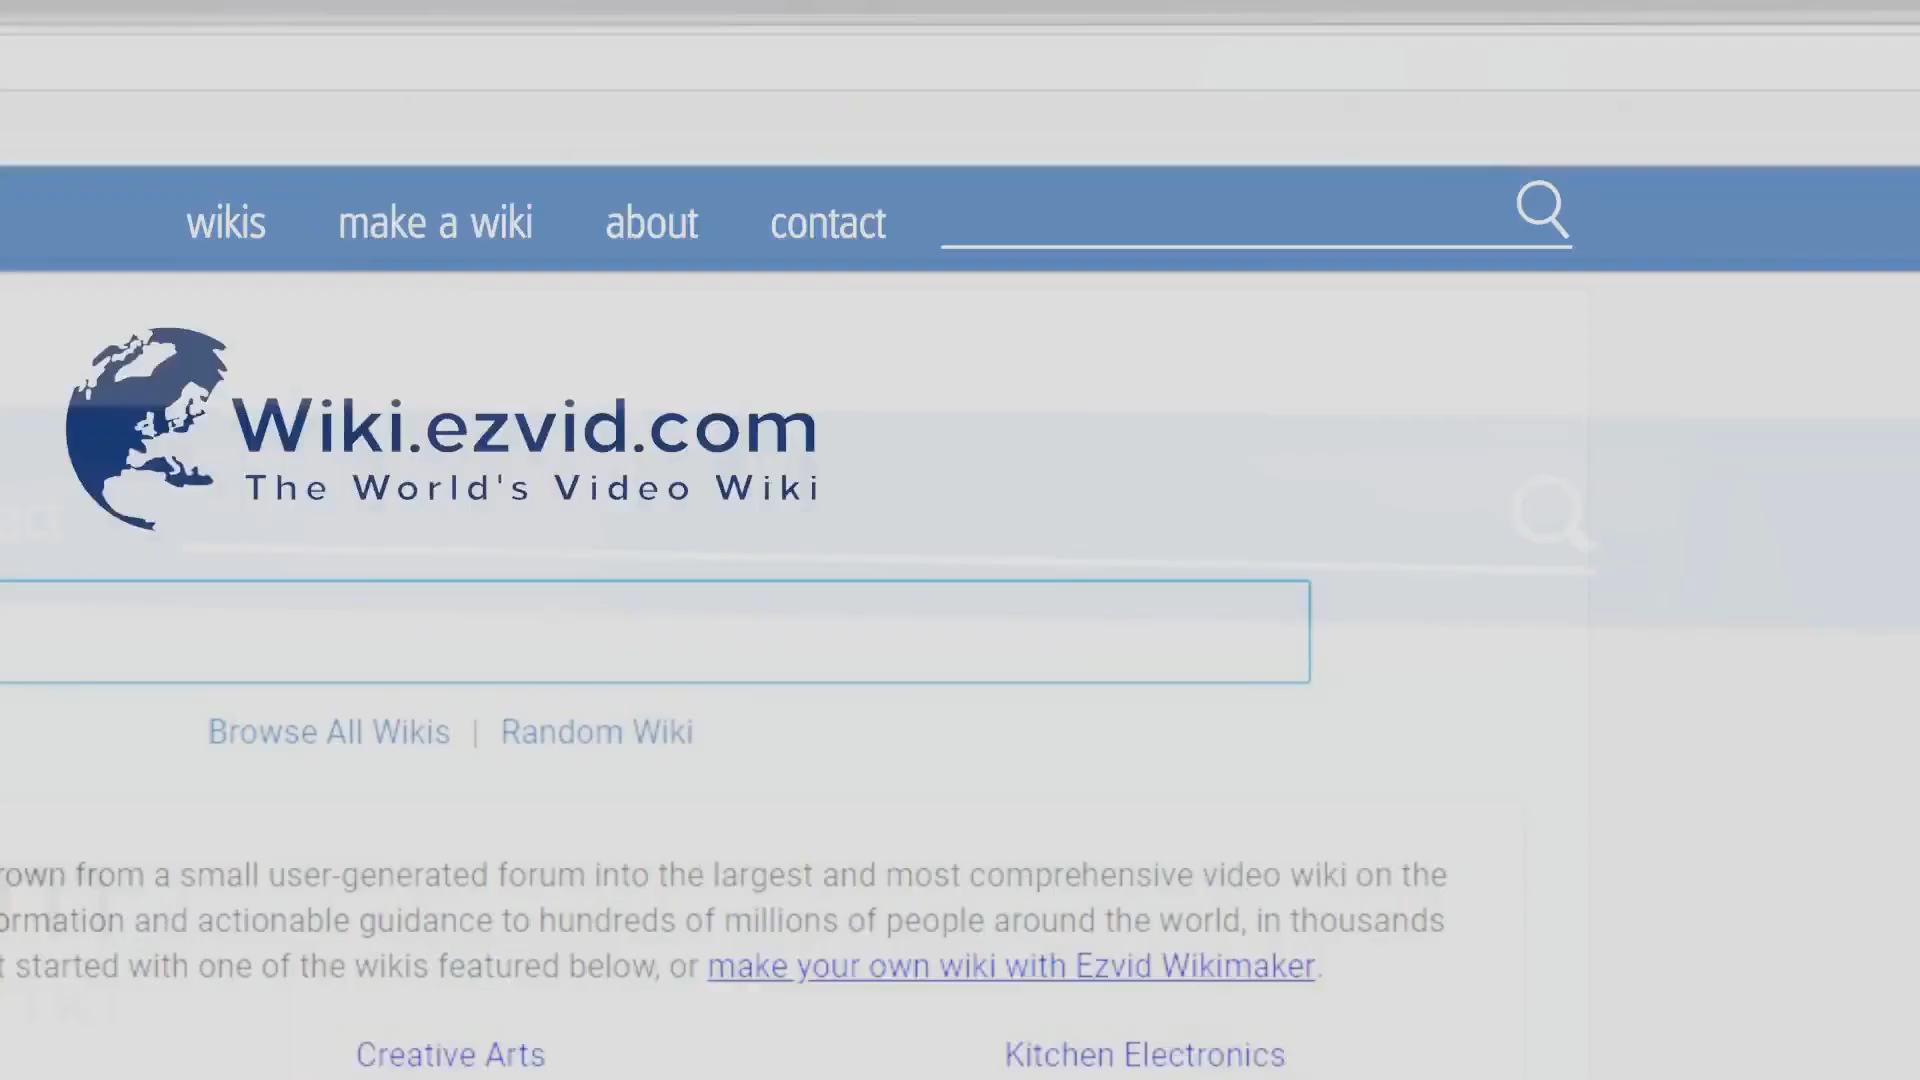 wikis make a wiki about contact
Wiki.ezvid.com
The World's Video Wiki
Browse All Wikis | Random Wiki
from a small user-generated forum into the largest and most comprehensive video wiki on the
and actionable guidance to hundreds of millions of people around the world, in thousands
started with one of the wikis featured below, or make your own wiki with Ezvid Wikimaker.
Creative Arts Kitchen Electronics